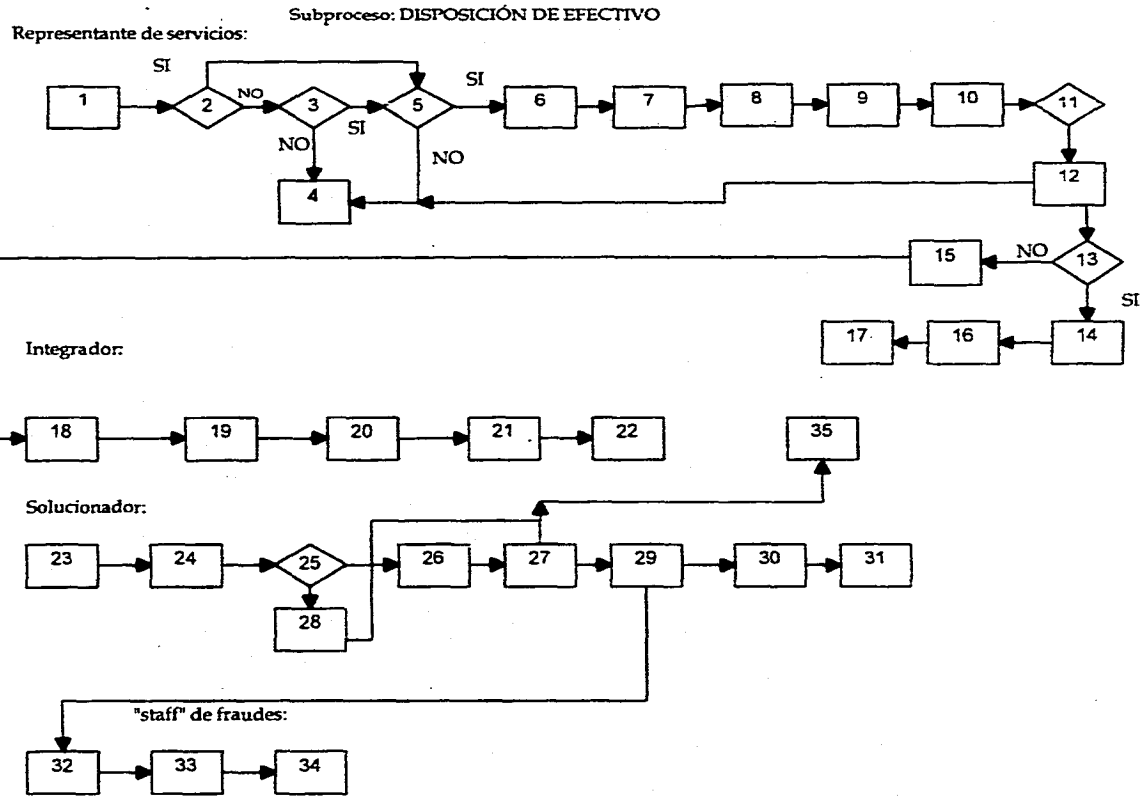 Subproceso: DISPOSICIÓN DE EFECTIVO
Representante de servicios:
SI
SI
1 2 NO 3 5 6 7 8 9 10 11
SI
NO
NO
4 12
15 NO 13
SI
17. 16 14
Integrador:
18 19 20 21 22 35
Solucionador:
23 24 25 26 27 29 30 31
28
"staff" de fraudes:
32 33 34